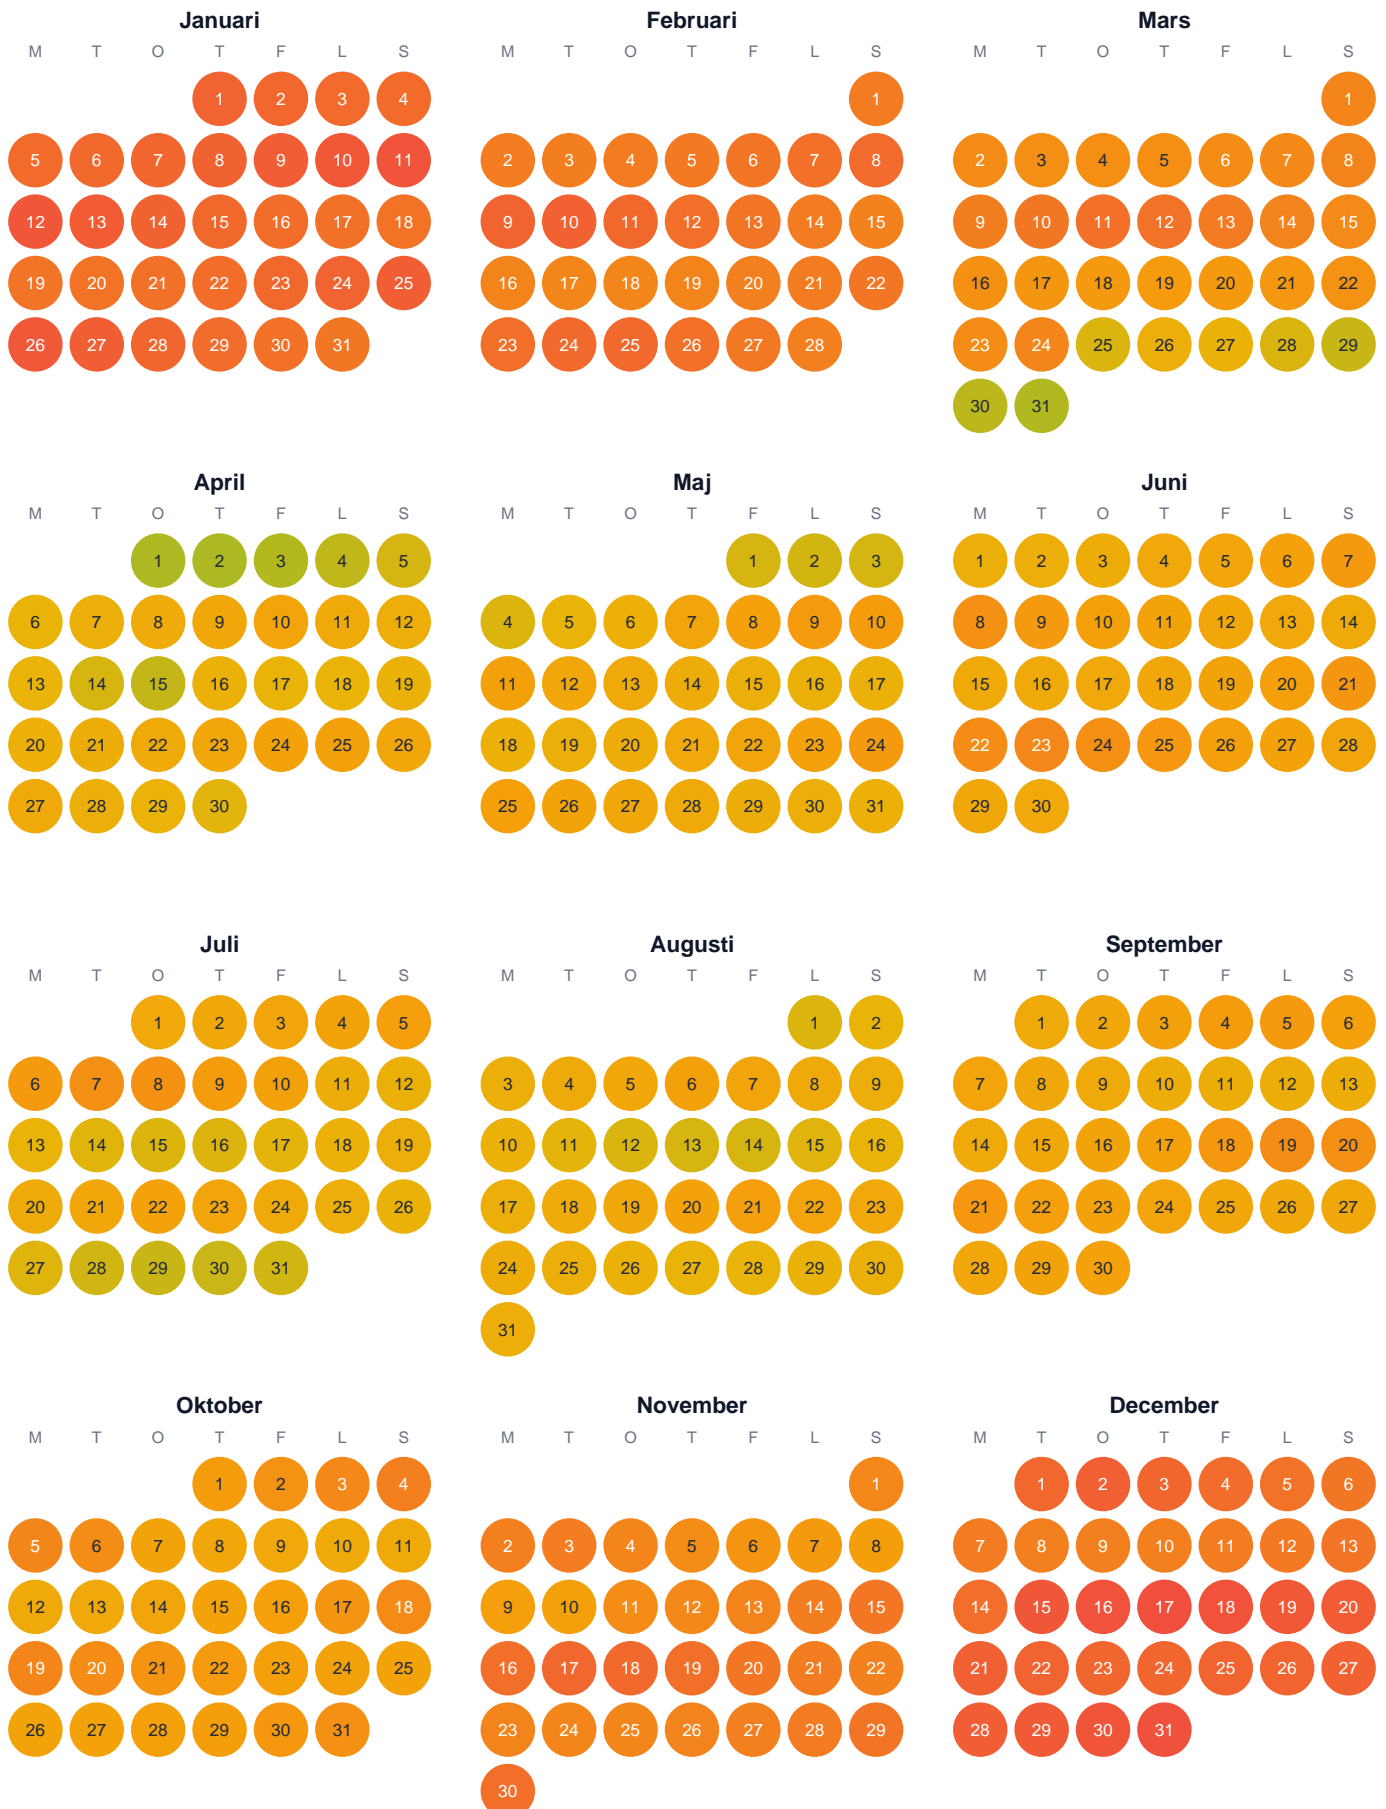 Januari Februari Mars
M T O T F L S M T O T F L S M T O T F L S
1 2 3 4 1 1
5 6 7 8 9 10 11 2 3 4 5 6 7 8 2 3 4 5 6 7 8
12 13 14 15 16 17 18 9 10 11 12 13 14 15 9 10 11 12 13 14 15
19 20 21 22 23 24 25 16 17 18 19 20 21 22 16 17 18 19 20 21 22
26 27 28 29 30 31 23 24 25 26 27 28 23 24 25 26 27 28 29
30 31
April Maj Juni
M T O T F L S M T O T F L S M T O T F L S
1 2 3 4 5 1 2 3 1 2 3 4 5 6 7
6 7 8 9 10 11 12 4 5 6 7 8 9 10 8 9 10 11 12 13 14
13 14 15 16 17 18 19 11 12 13 14 15 16 17 15 16 17 18 19 20 21
20 21 22 23 24 25 26 18 19 20 21 22 23 24 22 23 24 25 26 27 28
27 28 29 30 25 26 27 28 29 30 31 29 30
Juli Augusti September
M T O T F L S M T O T F L S M T O T F L S
1 2 3 4 5 1 2 1 2 3 4 5 6
6 7 8 9 10 11 12 3 4 5 6 7 8 9 7 8 9 10 11 12 13
13 14 15 16 17 18 19 10 11 12 13 14 15 16 14 15 16 17 18 19 20
20 21 22 23 24 25 26 17 18 19 20 21 22 23 21 22 23 24 25 26 27
27 28 29 30 31 24 25 26 27 28 29 30 28 29 30
31
Oktober November December
M T O T F L S M T O T F L S M T O T F L S
1 2 3 4 1 1 2 3 4 5 6
5 6 7 8 9 10 11 2 3 4 5 6 7 8 7 8 9 10 11 12 13
12 13 14 15 16 17 18 9 10 11 12 13 14 15 14 15 16 17 18 19 20
19 20 21 22 23 24 25 16 17 18 19 20 21 22 21 22 23 24 25 26 27
26 27 28 29 30 31 23 24 25 26 27 28 29 28 29 30 31
30